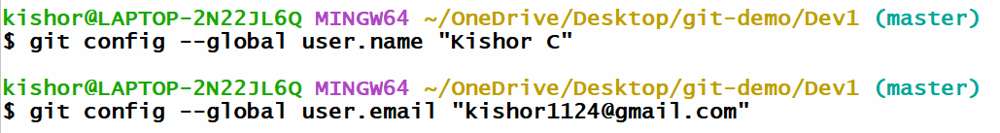 kishor@LAPTOP-2N22JL6Q MINGW64 ~/OneDrive/Desktop/git-demo/Dev1 (master)
$ git config --global user.name "Kishor C"
kishor@LAPTOP-2N22JL6Q MINGW64 ~/OneDrive/Desktop/git-demo/Dev1 (master)
$ git config --global user.email "kishor1124@gmail.com"